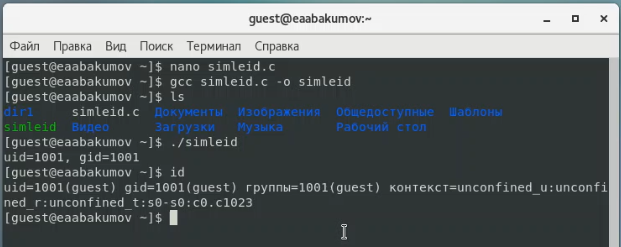 guest@eaabakumov:~
Файл Правка Вид Поиск Терминал Справка
[guest@eaabakumov ~]$ nano simleid.c
[guest@eaabakumov ~]$ gcc simleid.c -o simleid
[guest@eaabakumov ~]$ ls
dir1 simleid.c Документы Изображения Общедоступные Шаблоны
simleid Видео Загрузки Музыка Рабочий стол
[guest@eaabakumov ~]$ ./simleid
uid=1001, gid=1001
[guest@eaabakumov ~]$ id
uid=1001(guest) gid=1001(guest) группы=1001(guest) контекст=unconfined_u:unconfi
ned_r:unconfined_t:s0-s0:c0.c1023
[guest@eaabakumov ~]$